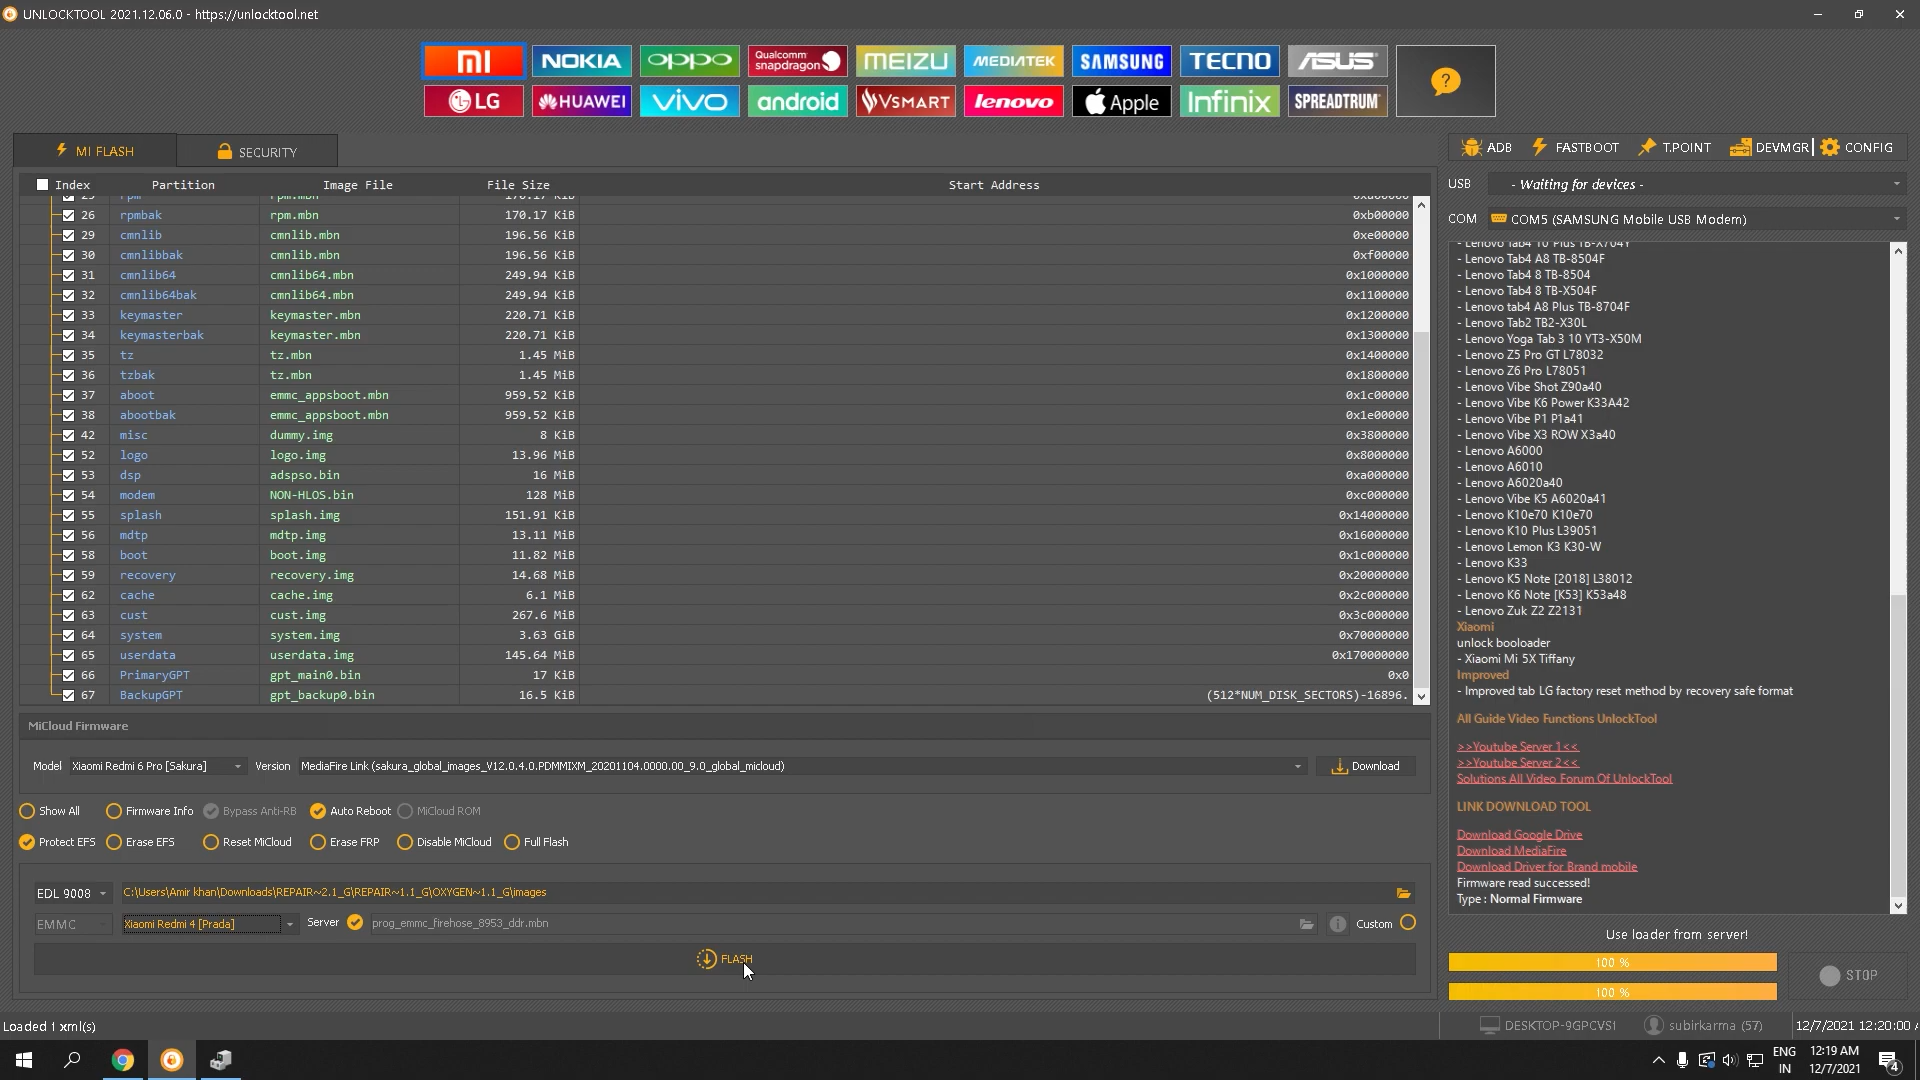 UNLOCKTOOL 2021.12.06.0 - https://unlocktool.net
MI NOKIA oppo Qualcomm snapdragon MEIZU MEDIATEK SAMSUNG TECNO ASUS
LG HUAWEI vivo android VSMART lenovo Apple Infinix SPREADTRUM
?
MI FLASH SECURITY
ADB FASTBOOT T.POINT DEVMGR CONFIG
Index Partition Image File File Size Start Address
25 rpm rpm.mbn 170.17 KiB 0xa00000
26 rpmbak rpm.mbn 170.17 KiB 0xb00000
29 cmnlib cmnlib.mbn 196.56 KiB 0xe00000
30 cmnlibbak cmnlib.mbn 196.56 KiB 0xf00000
31 cmnlib64 cmnlib64.mbn 249.94 KiB 0x1000000
32 cmnlib64bak cmnlib64.mbn 249.94 KiB 0x1100000
33 keymaster keymaster.mbn 220.71 KiB 0x1200000
34 keymasterbak keymaster.mbn 220.71 KiB 0x1300000
35 tz tz.mbn 1.45 MiB 0x1400000
36 tzbak tz.mbn 1.45 MiB 0x1800000
37 aboot emmc_appsboot.mbn 959.52 KiB 0x1c00000
38 abootbak emmc_appsboot.mbn 959.52 KiB 0x1e00000
42 misc dummy.img 8 KiB 0x3800000
52 logo logo.img 13.96 MiB 0x8000000
53 dsp adspso.bin 16 MiB 0xa000000
54 modem NON-HLOS.bin 128 MiB 0xc000000
55 splash splash.img 151.91 KiB 0x14000000
56 mdtp mdtp.img 13.11 MiB 0x16000000
58 boot boot.img 11.82 MiB 0x1c000000
59 recovery recovery.img 14.68 MiB 0x20000000
62 cache cache.img 6.1 MiB 0x2c000000
63 cust cust.img 267.6 MiB 0x3c000000
64 system system.img 3.63 GiB 0x70000000
65 userdata userdata.img 145.64 MiB 0x170000000
66 PrimaryGPT gpt_main0.bin 17 KiB 0x0
67 BackupGPT gpt_backup0.bin 16.5 KiB (512*NUM_DISK_SECTORS)-16896.
MiCloud Firmware
Model Xiaomi Redmi 6 Pro [Sakura] Version MediaFire Link (sakura_global_images_V12.0.4.0.PDMMIXM_20201104.0000.00_9.0_global_micloud) Download
Show All Firmware Info Bypass Anti-RB Auto Reboot MiCloud ROM
Protect EFS Erase EFS Reset MiCloud Erase FRP Disable MiCloud Full Flash
EDL 9008 C:\Users\Amir khan\Downloads\REPAIR~2.1_G\REPAIR~1.1_G\OXYGEN~1.1_G\images
EMMC Xiaomi Redmi 4 [Prada] Server prog_emmc_firehose_8953_ddr.mbn Custom
FLASH
USB - Waiting for devices -
COM COM5 (SAMSUNG Mobile USB Modem)
- Lenovo Tab4 10 Plus TB-X704Y
- Lenovo Tab4 A8 TB-8504F
- Lenovo Tab4 8 TB-8504
- Lenovo Tab4 8 TB-X504F
- Lenovo tab4 A8 Plus TB-8704F
- Lenovo Tab2 TB2-X30L
- Lenovo Yoga Tab 3 10 YT3-X50M
- Lenovo Z5 Pro GT L78032
- Lenovo Z6 Pro L78051
- Lenovo Vibe Shot Z90a40
- Lenovo Vibe K6 Power K33A42
- Lenovo Vibe P1 P1a41
- Lenovo Vibe X3 ROW X3a40
- Lenovo A6000
- Lenovo A6010
- Lenovo A6020a40
- Lenovo Vibe K5 A6020a41
- Lenovo K10e70 K10e70
- Lenovo K10 Plus L39051
- Lenovo Lemon K3 K30-W
- Lenovo K33
- Lenovo K5 Note [2018] L38012
- Lenovo K6 Note [K53] K53a48
- Lenovo Zuk Z2 Z2131
Xiaomi
unlock booloader
- Xiaomi Mi 5X Tiffany
Improved
- Improved tab LG factory reset method by recovery safe format
All Guide Video Functions UnlockTool
>>Youtube Server 1<<
>>Youtube Server 2<<
Solutions All Video Forum Of UnlockTool
LINK DOWNLOAD TOOL
Download Google Drive
Download MediaFire
Download Driver for Brand mobile
Firmware read successed!
Type : Normal Firmware
Use loader from server!
100 %
100 %
STOP
Loaded 1 xml(s)
DESKTOP-9GPCVS1 subirkarma (57) 12/7/2021 12:20:00
ENG
IN
12:19 AM
12/7/2021
4